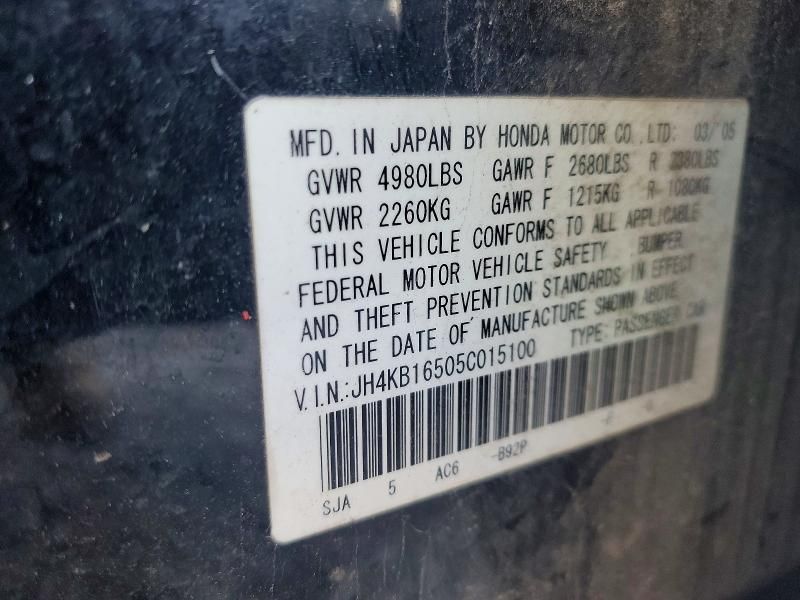 MFD. IN JAPAN BY HONDA MOTOR CO., LTD: 03/05
GVWR 4980LBS GAWR F 2680LBS R 2380LBS
GVWR 2260KG GAWR F 1215KG R 1080KG
THIS VEHICLE CONFORMS TO ALL APPLICABLE
FEDERAL MOTOR VEHICLE SAFETY, BUMPER,
AND THEFT PREVENTION STANDARDS IN EFFECT
ON THE DATE OF MANUFACTURE SHOWN ABOVE
V.I.N.:JH4KB16505C015100 TYPE: PASSENGER CAR
SJA 5 AC6 -B92P